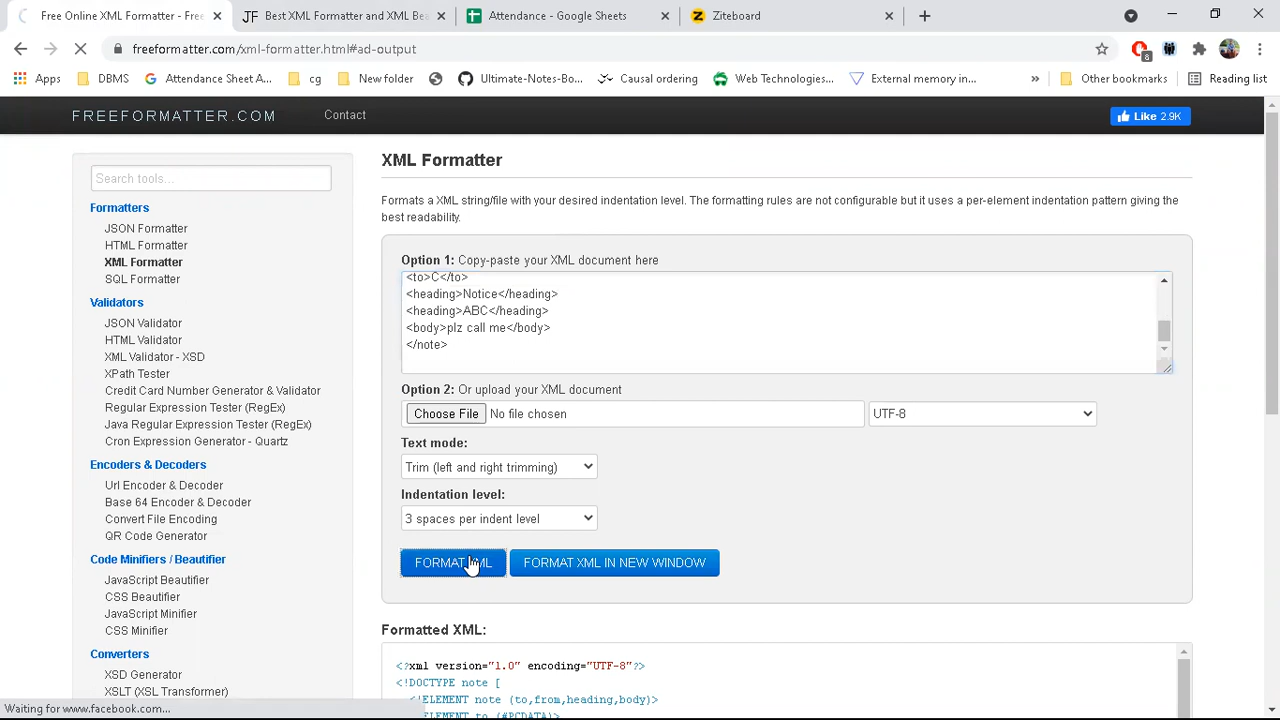 Free Online XML Formatter - Fre
JF Best XML Formatter and XML B
Attendance - Google Sheets
Ziteboard
freeformatter.com/xml-formatter.html#ad-output
8
Apps
DBMS
Attendance Sheet A...
cg
New folder
Ultimate-Notes-Bo...
Causal ordering
Web Technologies...
External memory in...
»
Other bookmarks
Reading list
FREEFORMATTER.COM
Contact
Like 2.9K
Search tools...
Formatters
JSON Formatter
HTML Formatter
XML Formatter
SQL Formatter
Validators
JSON Validator
HTML Validator
XML Validator - XSD
XPath Tester
Credit Card Number Generator & Validator
Regular Expression Tester (RegEx)
Java Regular Expression Tester (RegEx)
Cron Expression Generator - Quartz
Encoders & Decoders
Url Encoder & Decoder
Base 64 Encoder & Decoder
Convert File Encoding
QR Code Generator
Code Minifiers / Beautifier
JavaScript Beautifier
CSS Beautifier
JavaScript Minifier
CSS Minifier
Converters
XSD Generator
XSLT (XSL Transformer)
XML Formatter
Formats a XML string/file with your desired indentation level. The formatting rules are not configurable but it uses a per-element indentation pattern giving the
best readability.
Option 1: Copy-paste your XML document here
<to>C</to>
<heading>Notice</heading>
<heading>ABC</heading>
<body>plz call me</body>
</note>
Option 2: Or upload your XML document
Choose File No file chosen
UTF-8
Text mode:
Trim (left and right trimming)
Indentation level:
3 spaces per indent level
FORMAT XML
FORMAT XML IN NEW WINDOW
Formatted XML:
<?xml version="1.0" encoding="UTF-8"?>
<!DOCTYPE note [
<!ELEMENT note (to,from,heading,body)>
<!ELEMENT to (#PCDATA)>
Waiting for www.facebook.com...